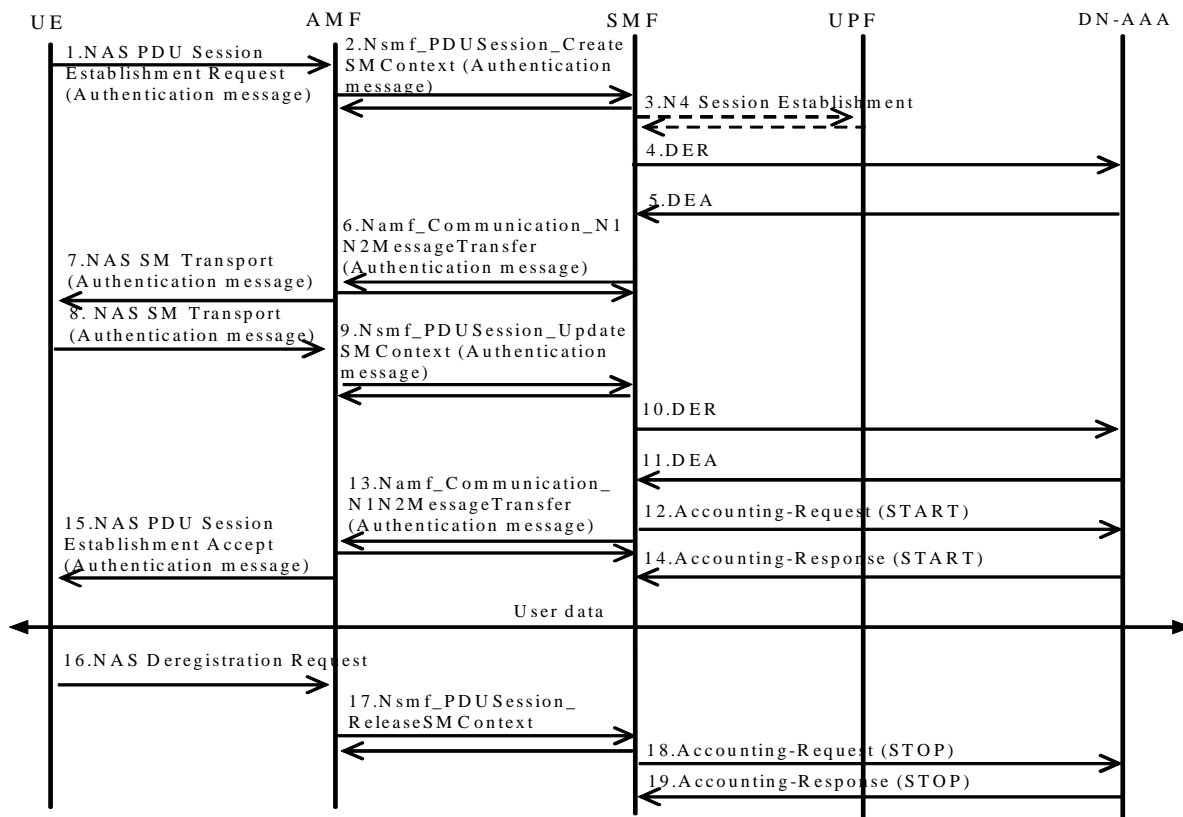 UE
AMF
SMF
UPF
DN-AAA
1.NAS PDU Session
Establishment Request
(Authentication message)
2.Nsmf_PDUSession_Create
SMContext (Authentication
message)
3.N4 Session Establishment
4.DER
5.DEA
6.Namf_Communication_N1
N2MessageTransfer
(Authentication message)
7.NAS SM Transport
(Authentication message)
8. NAS SM Transport
(Authentication message)
9.Nsmf_PDUSession_Update
SMContext (Authentication
message)
10.DER
11.DEA
13.Namf_Communication_
N1N2MessageTransfer
(Authentication message)
12.Accounting-Request (START)
15.NAS PDU Session
Establishment Accept
(Authentication message)
14.Accounting-Response (START)
User data
16.NAS Deregistration Request
17.Nsmf_PDUSession_
ReleaseSMContext
18.Accounting-Request (STOP)
19.Accounting-Response (STOP)